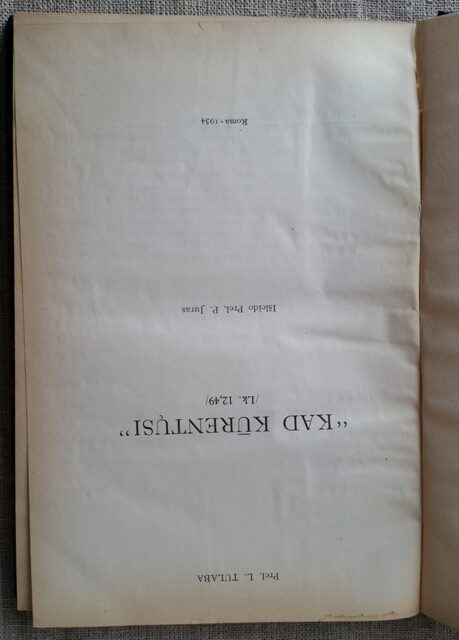 Prel. L. TULABA
“KAD KŪRENTŲSI”
/Lk. 12,49/
Išleido Prel. P. Juras
Roma - 1954